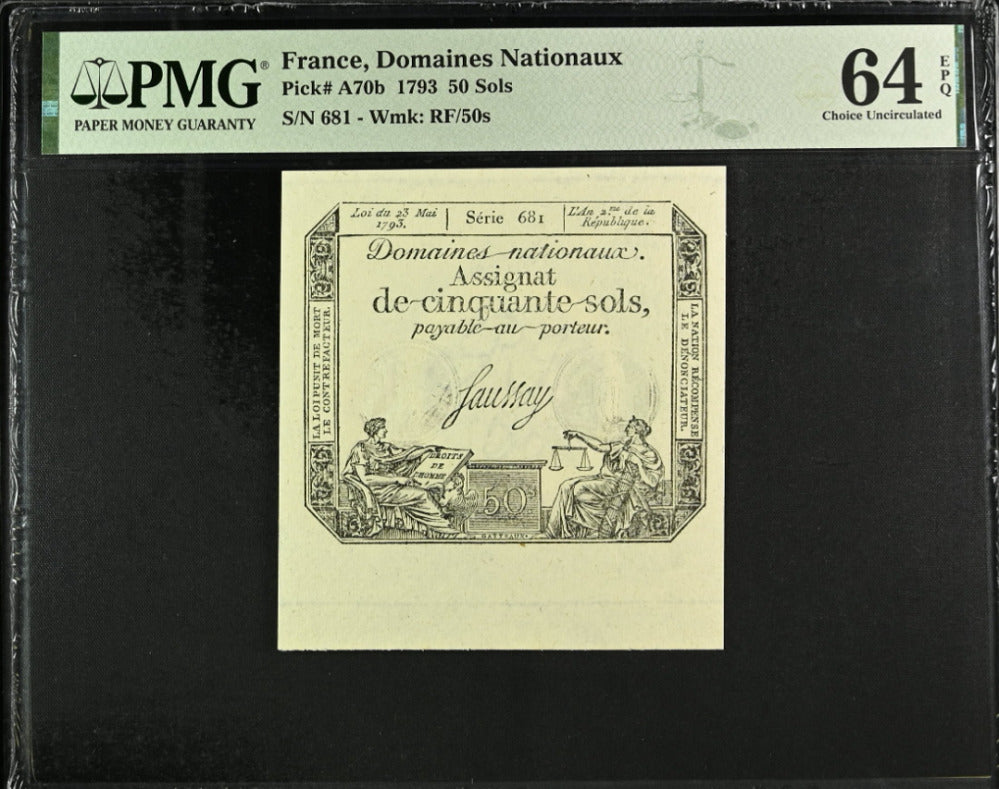 PMG®
PAPER MONEY GUARANTY
France, Domaines Nationaux
Pick# A70b 1793 50 Sols
S/N 681 - Wmk: RF/50s
64
EPQ
Choice Uncirculated
Loi du 23 Mai
1793.
Série 681
L'An 2.me de la
République.
Domaines nationaux.
Assignat
de cinquante sols,
payable au porteur.
LA LOI PUNIT DE MORT
LE CONTREFACTEUR.
LA NATION RÉCOMPENSE
LE DÉNONCIATEUR.
Saussay
DROITS
DE
L'HOMME
50
GATTEAUX